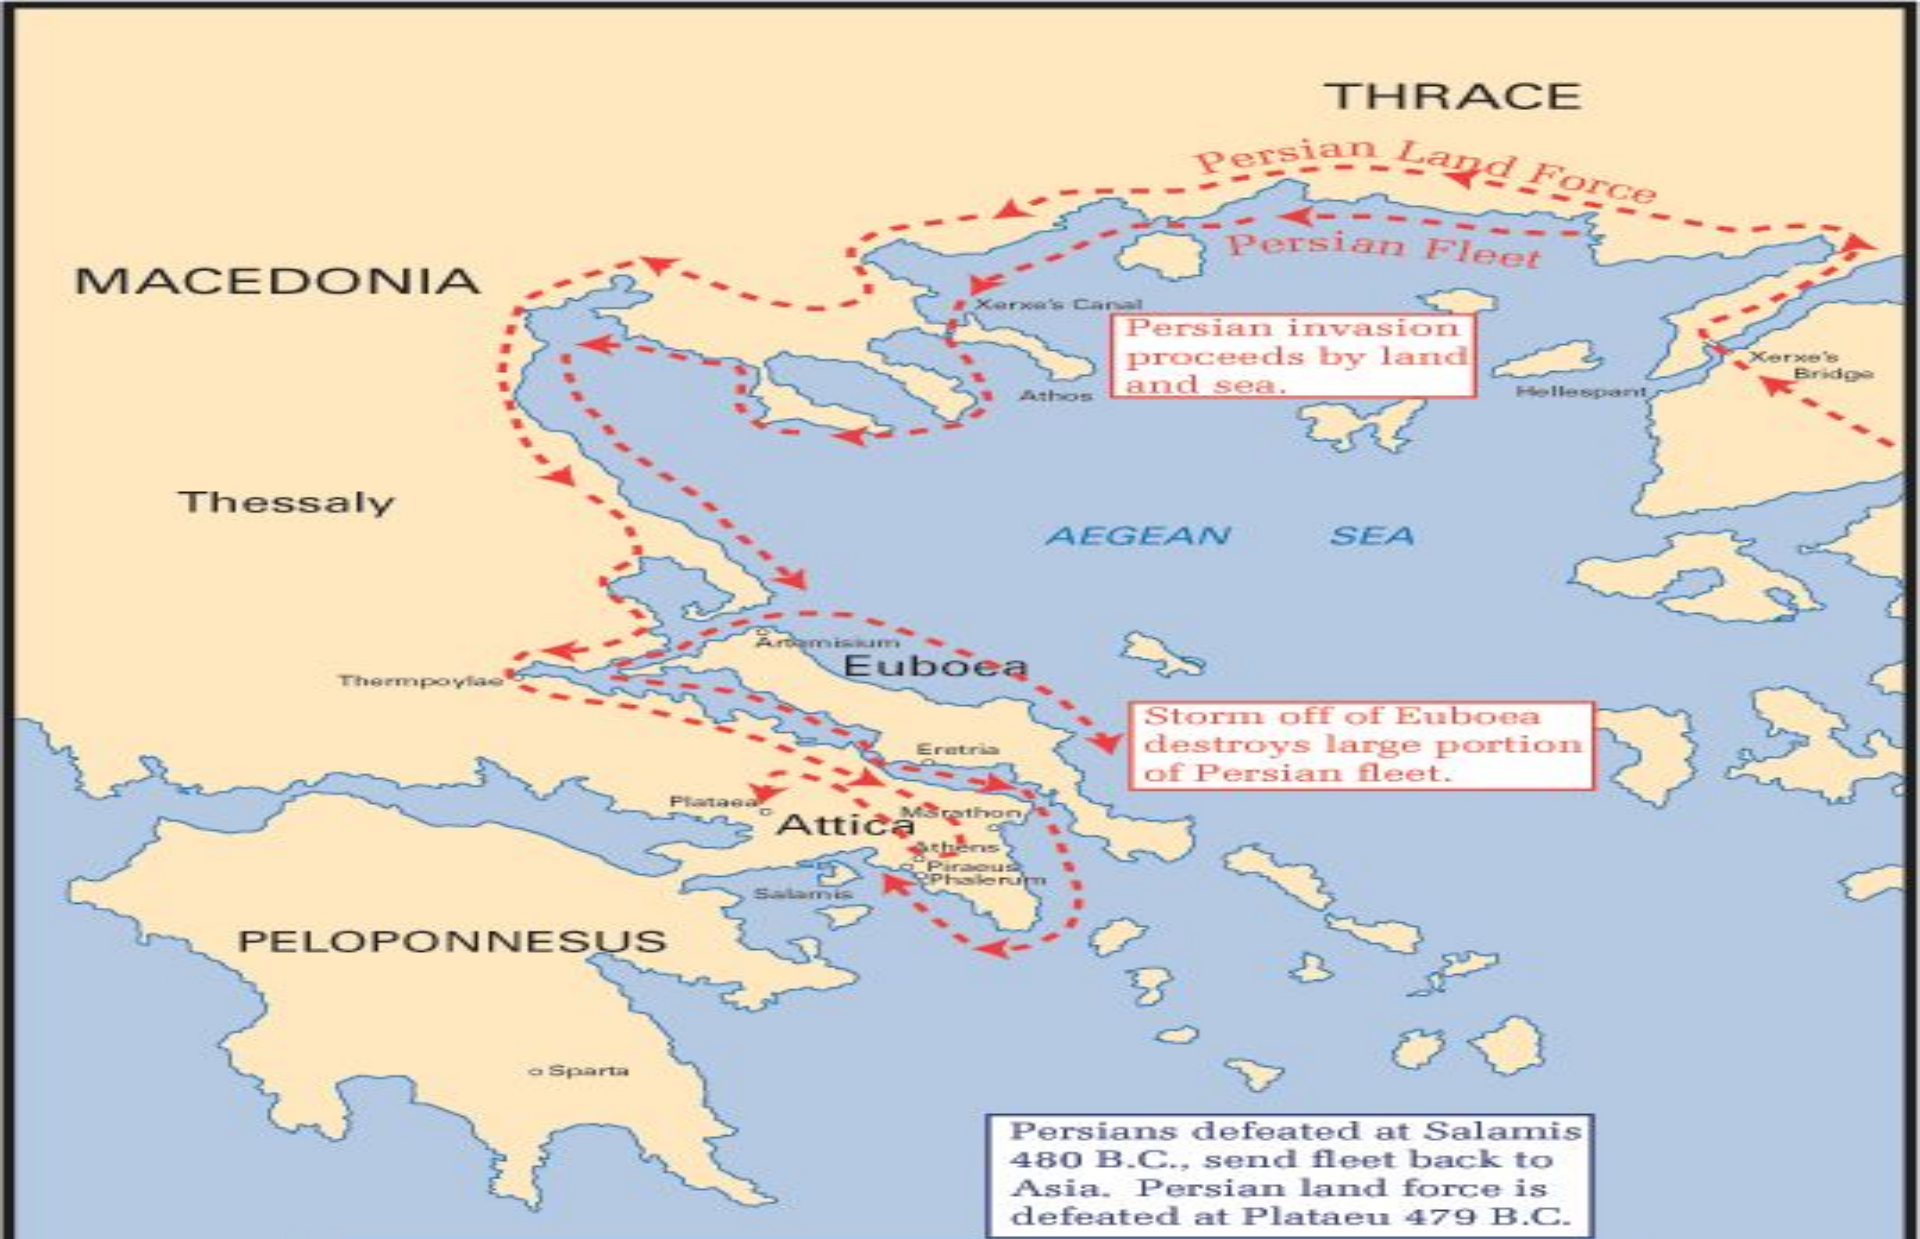 THRACE
Persian Land Force
Persian Fleet
MACEDONIA
Xerxe's Canal
Persian invasion
proceeds by land
and sea.
Xerxe's
Bridge
Athos
Hellespant
Thessaly
AEGEAN SEA
Artemisium
Euboea
Thermpoylae
Storm off of Euboea
destroys large portion
of Persian fleet.
Eretria
Plataea
Marathon
Attica
Athens
Piraeus
Phalerum
Salamis
PELOPONNESUS
Sparta
Persians defeated at Salamis
480 B.C., send fleet back to
Asia. Persian land force is
defeated at Plataeu 479 B.C.